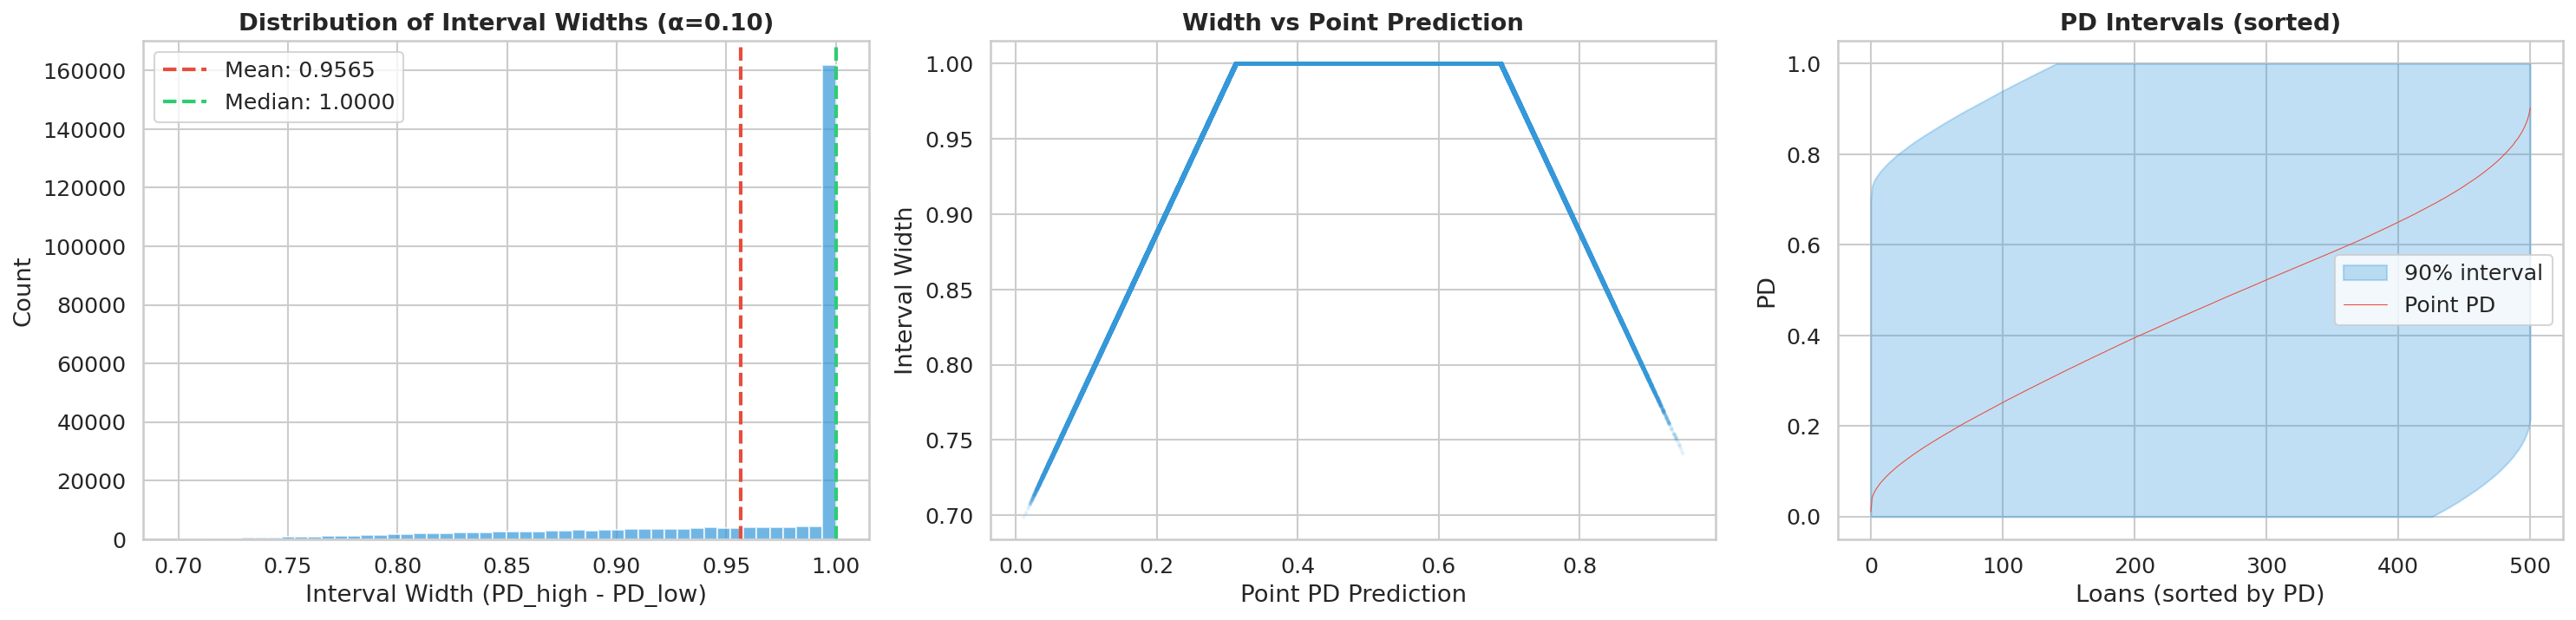 Distribution of Interval Widths (α=0.10)
Mean: 0.9565
Median: 1.0000
Count
160000
140000
120000
100000
80000
60000
40000
20000
0
0.70 0.75 0.80 0.85 0.90 0.95 1.00
Interval Width (PD_high - PD_low)
Width vs Point Prediction
Interval Width
1.00
0.95
0.90
0.85
0.80
0.75
0.70
0.0 0.2 0.4 0.6 0.8
Point PD Prediction
PD Intervals (sorted)
PD
1.0
0.8
0.6
0.4
0.2
0.0
90% interval
Point PD
0 100 200 300 400 500
Loans (sorted by PD)